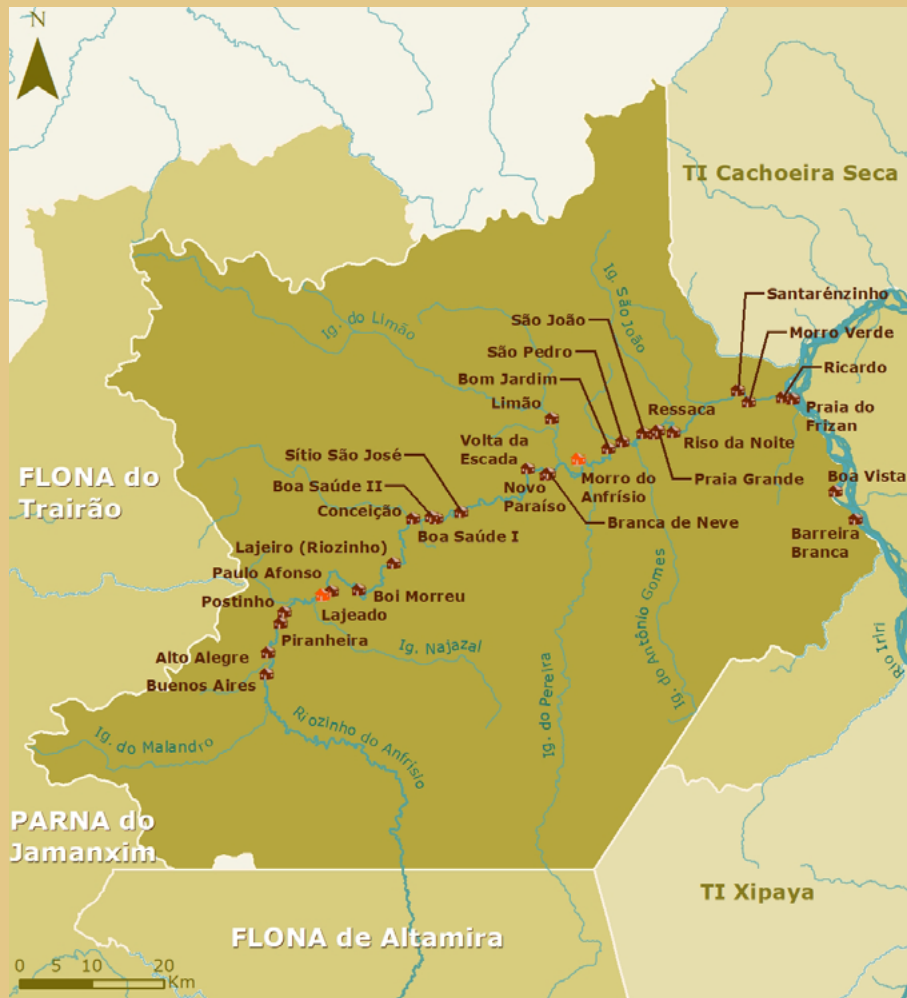 N
TI Cachoeira Seca
Ig. São João
Santarénzinho
Ig. do Limão
São João
Morro Verde
São Pedro
Ricardo
Bom Jardim
Limão
Ressaca
Praia do
Frizan
Volta da
Escada
Riso da Noite
Sítio São José
FLONA do
Trairão
Boa Saúde II
Novo
Paraíso
Morro do
Anfrísio
Praia Grande
Boa Vista
Conceição
Branca de Neve
Boa Saúde I
Barreira
Branca
Lajeiro (Riozinho)
Paulo Afonso
Boi Morreu
Postinho
Lajeado
Piranheira
Ig. Najazal
Ig. do Antônio Gomes
Rio Iriri
Alto Alegre
Buenos Aires
Ig. do Pereira
Ig. do Malandro
Riozinho do Anfrísio
PARNA do
Jamanxim
TI Xipaya
FLONA de Altamira
0 5 10 20
Km